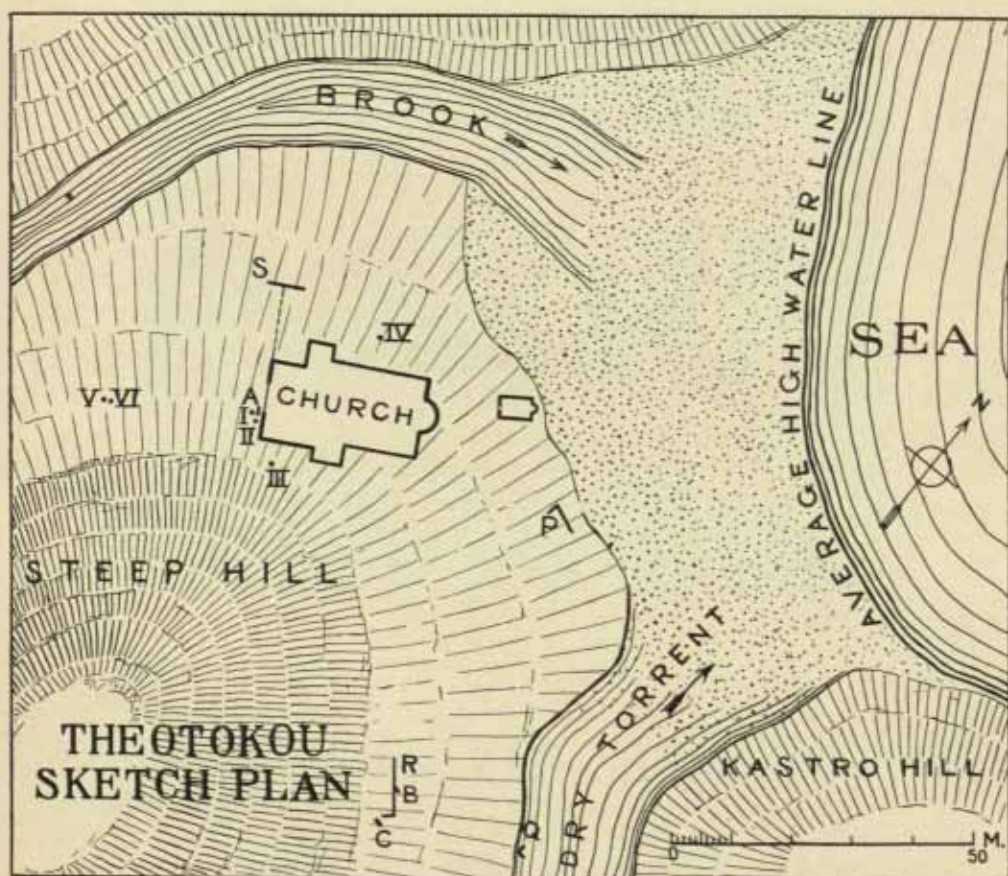 BROOK
AVERAGE HIGH WATER LINE
SEA
N
S
IV
V VI
A
I
II
CHURCH
III
P
STEEP HILL
DRY TORRENT
THEOTOKOU
SKETCH PLAN
R
B
C
Q
KASTRO HILL
0 50 M.